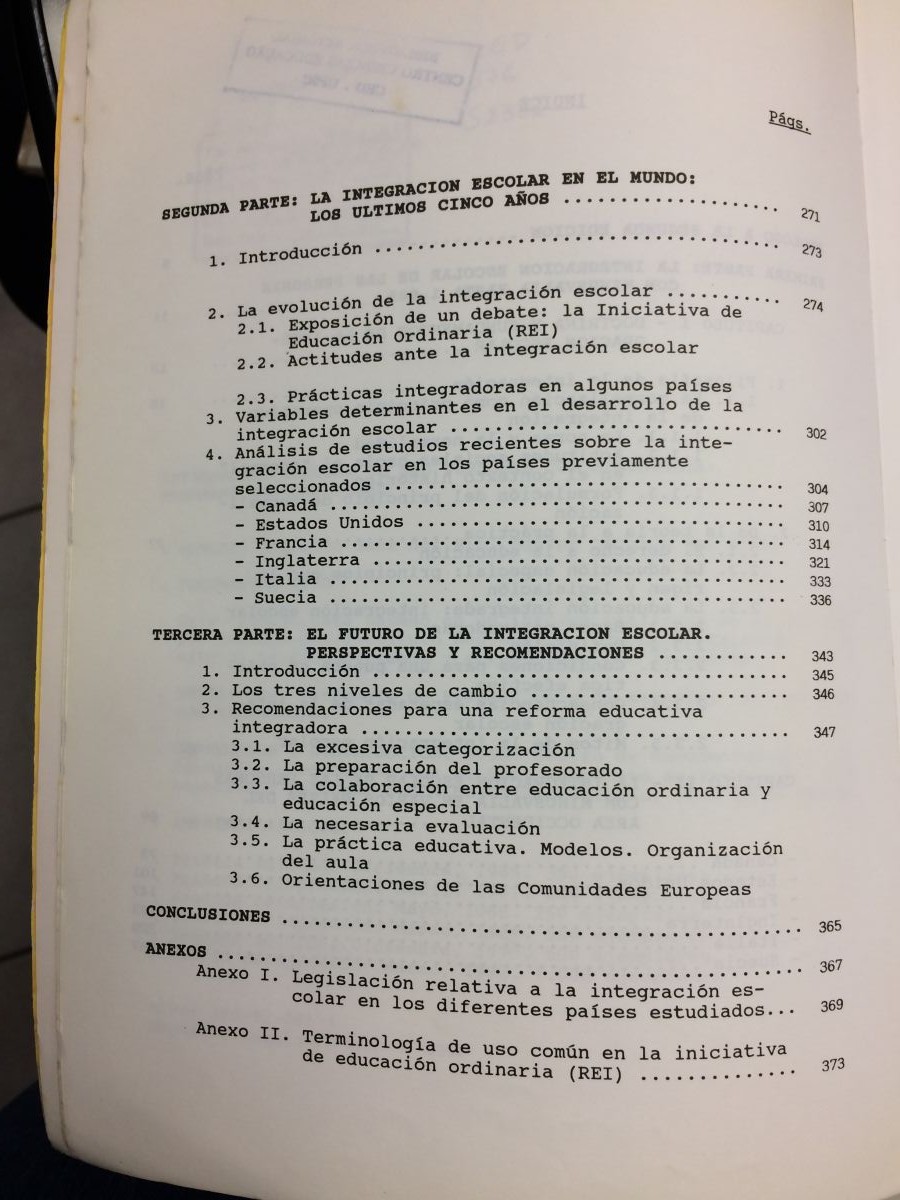 Págs.
SEGUNDA PARTE: LA INTEGRACION ESCOLAR EN EL MUNDO:
LOS ULTIMOS CINCO AÑOS .................... 271
1. Introducción ........................................ 273
2. La evolución de la integración escolar ........... 274
2.1. Exposición de un debate: la Iniciativa de
Educación Ordinaria (REI)
2.2. Actitudes ante la integración escolar
2.3. Prácticas integradoras en algunos países
3. Variables determinantes en el desarrollo de la
integración escolar ................................ 302
4. Análisis de estudios recientes sobre la inte-
gración escolar en los países previamente
seleccionados ...................................... 304
- Canadá ........................................... 307
- Estados Unidos ................................... 310
- Francia .......................................... 314
- Inglaterra ....................................... 321
- Italia ........................................... 333
- Suecia ........................................... 336
TERCERA PARTE: EL FUTURO DE LA INTEGRACION ESCOLAR.
PERSPECTIVAS Y RECOMENDACIONES ............ 343
1. Introducción ....................................... 345
2. Los tres niveles de cambio ........................ 346
3. Recomendaciones para una reforma educativa
integradora ........................................ 347
3.1. La excesiva categorización
3.2. La preparación del profesorado
3.3. La colaboración entre educación ordinaria y
educación especial
3.4. La necesaria evaluación
3.5. La práctica educativa. Modelos. Organización
del aula
3.6. Orientaciones de las Comunidades Europeas
CONCLUSIONES ............................................ 365
ANEXOS .................................................. 367
Anexo I. Legislación relativa a la integración es-
colar en los diferentes países estudiados... 369
Anexo II. Terminología de uso común en la iniciativa
de educación ordinaria (REI) .............. 373